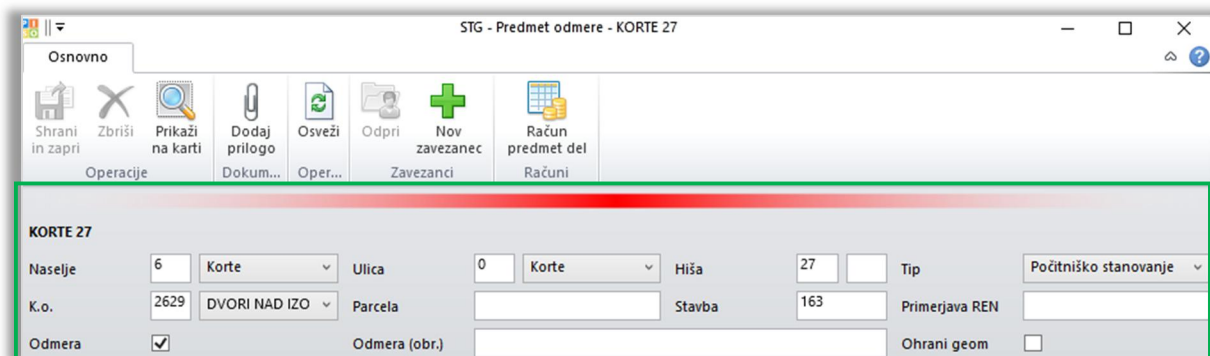 STG - Predmet odmere - KORTE 27
Osnovno
Shrani in zapri
Zbriši
Prikaži na karti
Dodaj prilogo
Osveži
Odpri
Nov zavezanec
Račun predmet del
Operacije
Dokum...
Oper...
Zavezanci
Računi
KORTE 27
Naselje 6 Korte Ulica 0 Korte Hiša 27 Tip Počitniško stanovanje
K.o. 2629 DVORI NAD IZO Parcela Stavba 163 Primerjava REN
Odmera Odmera (obr.) Ohrani geom